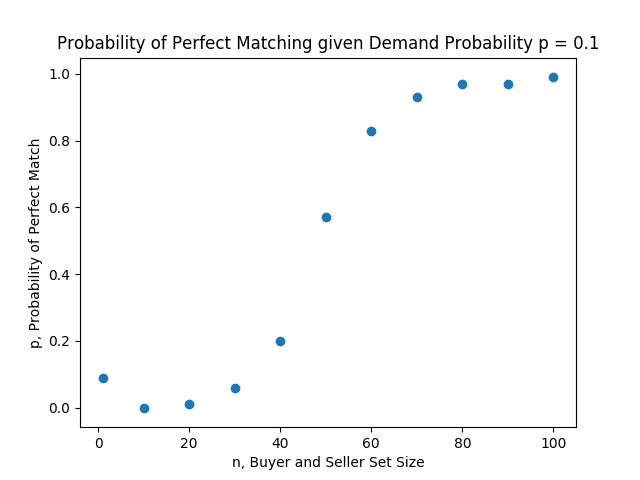 Probability of Perfect Matching given Demand Probability p = 0.1
1.0
0.8
0.6
0.4
0.2
0.0
p, Probability of Perfect Match
0 20 40 60 80 100
n, Buyer and Seller Set Size